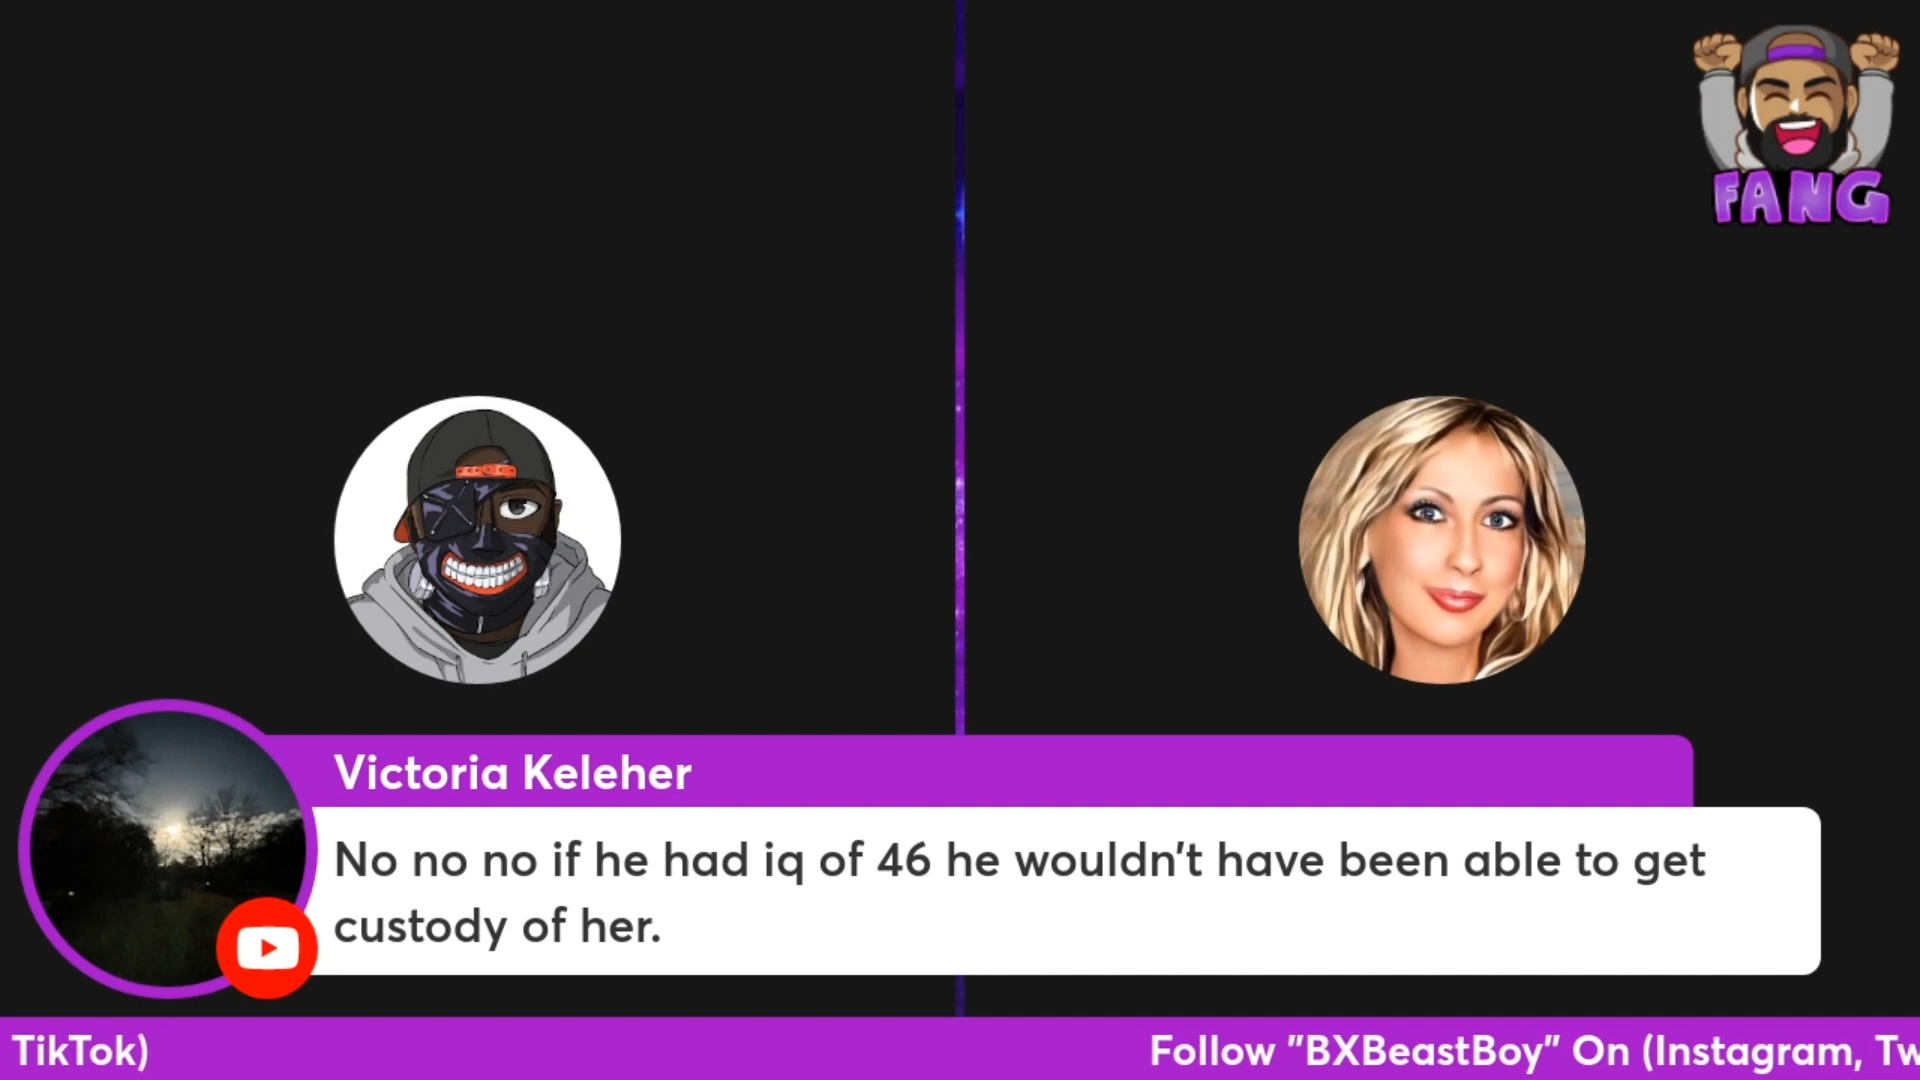 FANG
Victoria Keleher
No no no if he had iq of 46 he wouldn't have been able to get
custody of her.
TikTok)
Follow "BXBeastBoy" On (Instagram, Tw